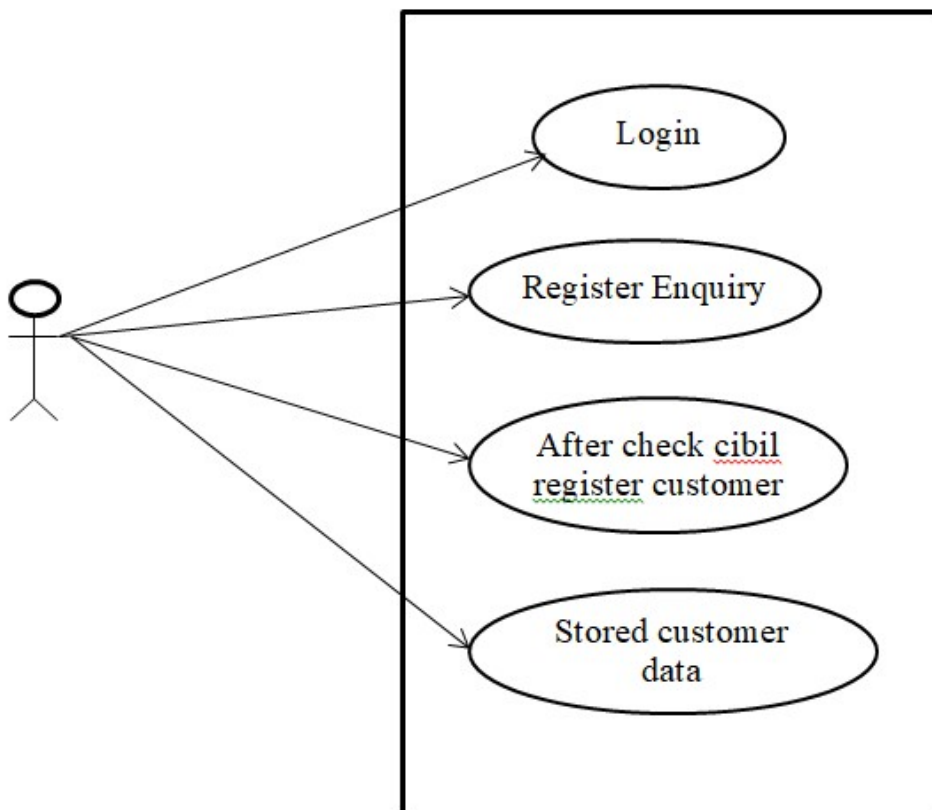 Login
Register Enquiry
After check cibil
register customer
Stored customer
data